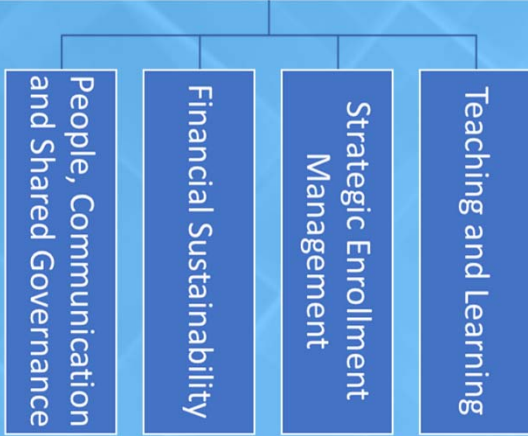 Teaching and Learning
Strategic Enrollment
Management
Financial Sustainability
People, Communication
and Shared Governance